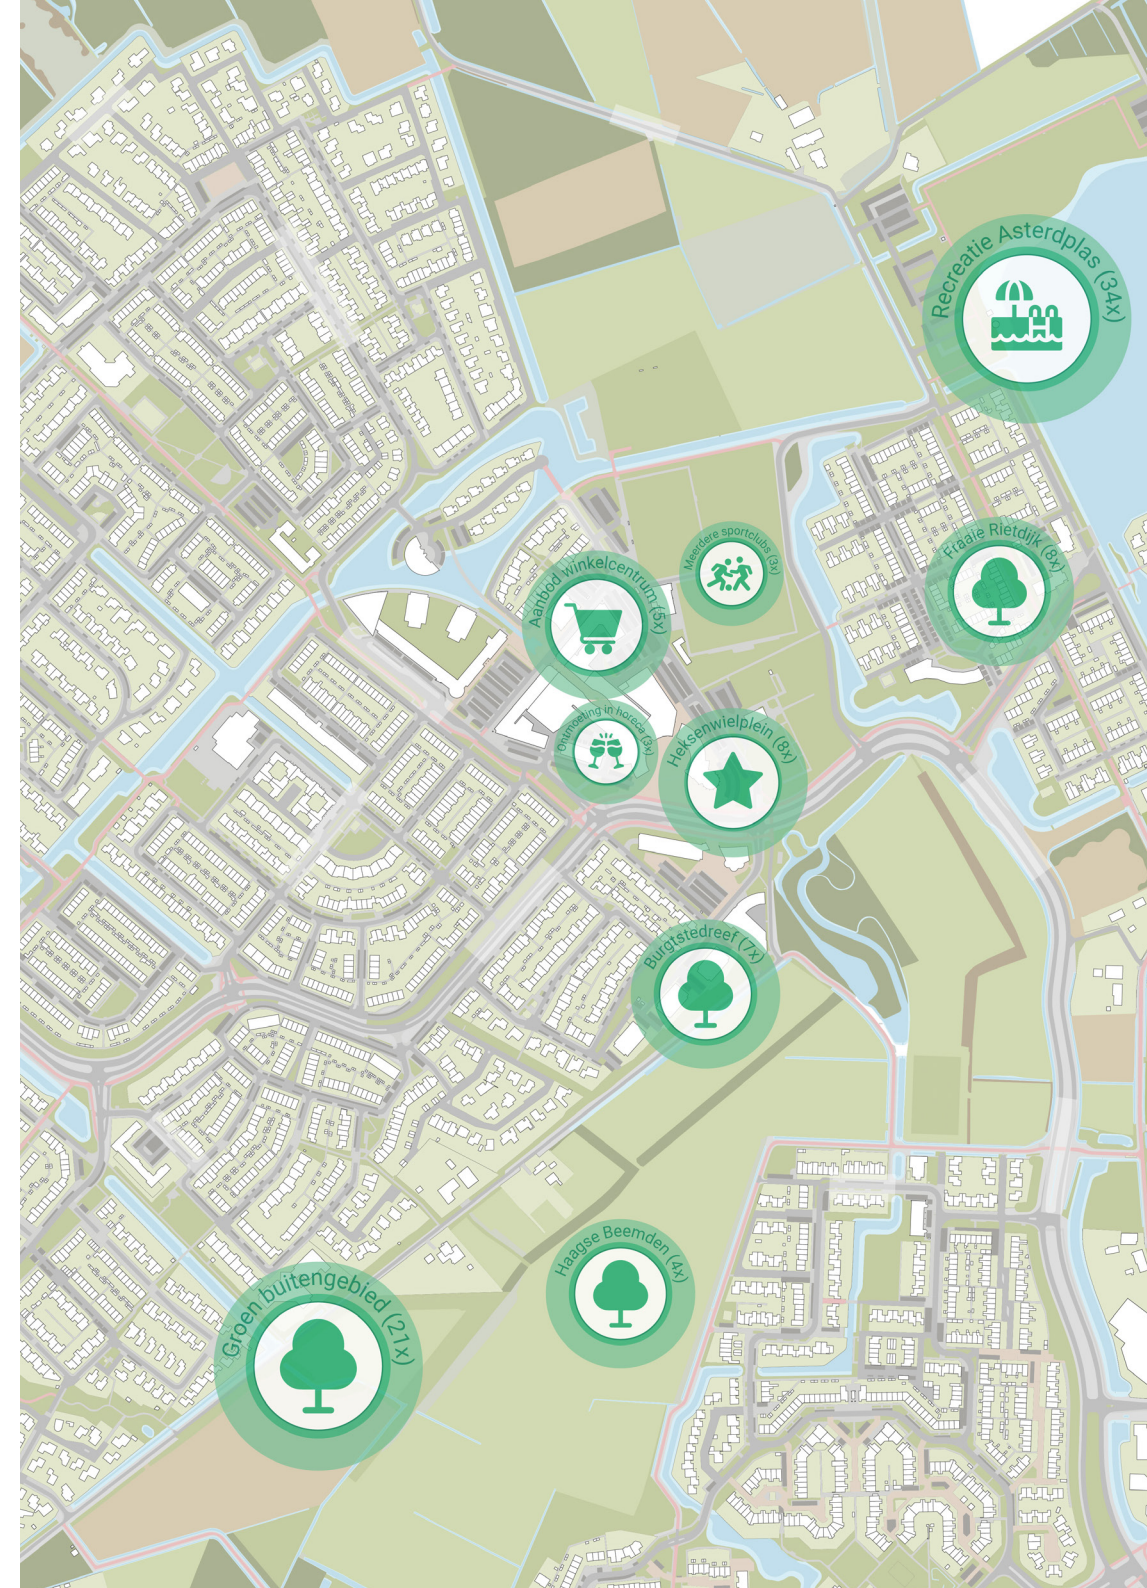 Recreatie Asterdplas (34x)
Meerdere sportclubs (3x)
Fraaie Rietdijk (8x)
Aanbod winkelcentrum (5x)
Ontmoeting in horeca (3x)
Heksenwielplein (8x)
Burgtstedreef (7x)
Haagse Beemden (4x)
Groen buitengebied (21x)